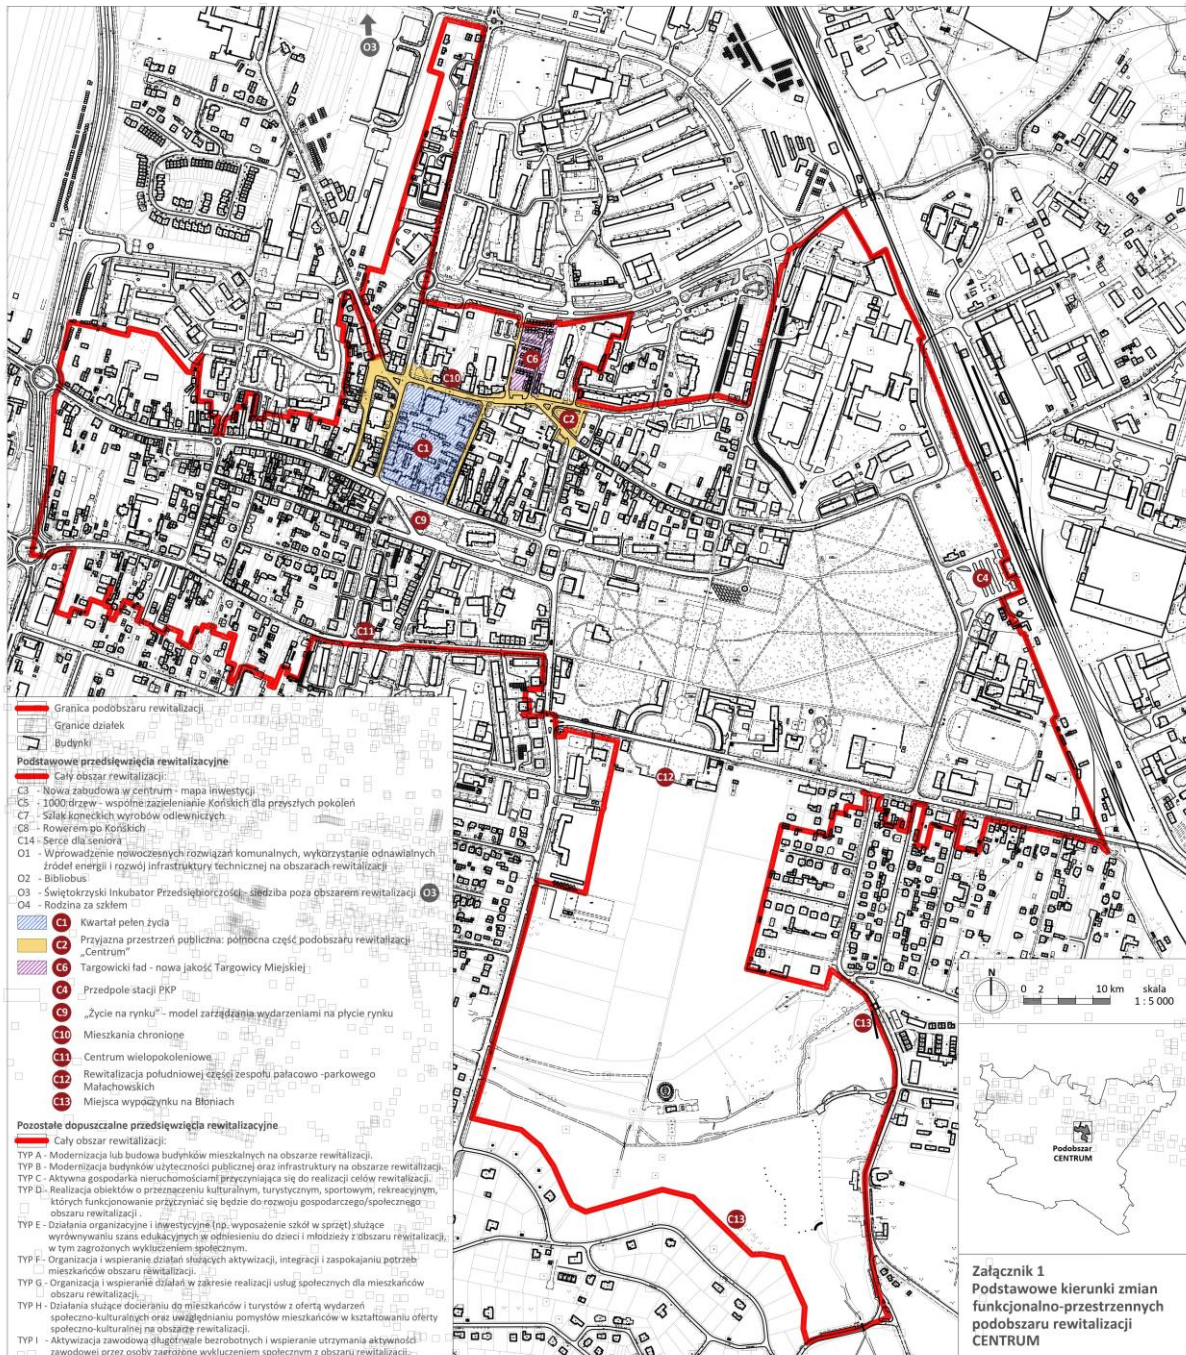 O3
C6
C10
C2
C1
C9
C4
C11
C12
C13
C13
Granica podobszaru rewitalizacji
Granice działek
Budynki
Podstawowe przedsięwzięcia rewitalizacyjne
Cały obszar rewitalizacji:
C3 - Nowa zabudowa w centrum - mapa inwestycji
C5 - 1000 drzew - wspólne zazielenianie Końskich dla przyszłych pokoleń
C7 - Szlak koneckich wyrobów odlewniczych
C8 - Rowerem po Końskich
C14 - Serce dla seniora
O1 - Wprowadzenie nowoczesnych rozwiązań komunalnych, wykorzystanie odnawialnych
źródeł energii i rozwój infrastruktury technicznej na obszarach rewitalizacji
O2 - Bibliobus
O3 - Świętokrzyski Inkubator Przedsiębiorczości - siedziba poza obszarem rewitalizacji O3
O4 - Rodzina za szkłem
C1 Kwartał pełen życia
C2 Przyjazna przestrzeń publiczna: północna część podobszaru rewitalizacji
„Centrum”
C6 Targowicki ład - nowa jakość Targowicy Miejskiej
C4 Przedpole stacji PKP
C9 „Życie na rynku” - model zarządzania wydarzeniami na płycie rynku
C10 Mieszkania chronione
C11 Centrum wielopokoleniowe
C12 Rewitalizacja południowej części zespołu pałacowo -parkowego
Małachowskich
C13 Miejsca wypoczynku na Błoniach
Pozostałe dopuszczalne przedsięwzięcia rewitalizacyjne
Cały obszar rewitalizacji:
TYP A - Modernizacja lub budowa budynków mieszkalnych na obszarze rewitalizacji.
TYP B - Modernizacja budynków użyteczności publicznej oraz infrastruktury na obszarze rewitalizacji.
TYP C - Aktywna gospodarka nieruchomościami przyczyniająca się do realizacji celów rewitalizacji.
TYP D - Realizacja obiektów o przeznaczeniu kulturalnym, turystycznym, sportowym, rekreacyjnym,
których funkcjonowanie przyczyniać się będzie do rozwoju gospodarczego/społecznego
obszaru rewitalizacji .
TYP E - Działania organizacyjne i inwestycyjne (np. wyposażenie szkół w sprzęt) służące
wyrównywaniu szans edukacyjnych w odniesieniu do dzieci i młodzieży z obszaru rewitalizacji,
w tym zagrożonych wykluczeniem społecznym.
TYP F - Organizacja i wspieranie działań służących aktywizacji, integracji i zaspokajaniu potrzeb
mieszkańców obszaru rewitalizacji.
TYP G - Organizacja i wspieranie działań w zakresie realizacji usług społecznych dla mieszkańców
obszaru rewitalizacji.
TYP H - Działania służące docieraniu do mieszkańców i turystów z ofertą wydarzeń
społeczno-kulturalnych oraz uwzględnianiu pomysłów mieszkańców w kształtowaniu oferty
społeczno-kulturalnej na obszarze rewitalizacji.
TYP I - Aktywizacja zawodowa długotrwale bezrobotnych i wspieranie utrzymania aktywności
zawodowej przez osoby zagrożone wykluczeniem społecznym z obszaru rewitalizacji.
N
0 2 10 km skala
1 : 5 000
Podobszar
CENTRUM
Załącznik 1
Podstawowe kierunki zmian
funkcjonalno-przestrzennych
podobszaru rewitalizacji
CENTRUM